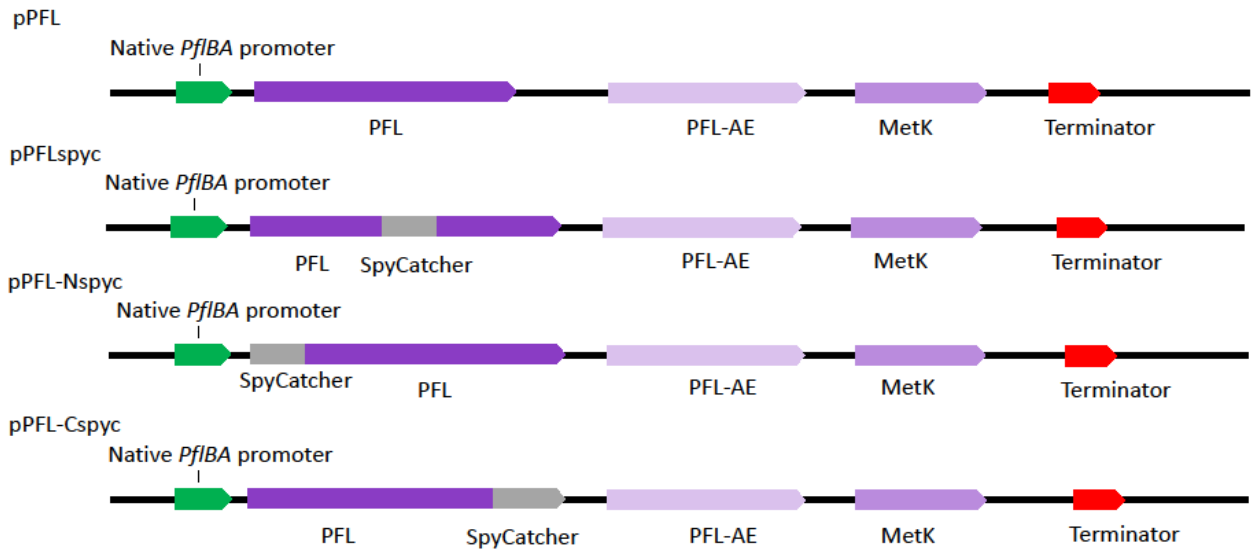 pPFL
Native PflBA promoter
PFL PFL-AE MetK Terminator
pPFLspyc
Native PflBA promoter
PFL SpyCatcher PFL-AE MetK Terminator
pPFL-Nspyc
Native PflBA promoter
SpyCatcher PFL PFL-AE MetK Terminator
pPFL-Cspyc
Native PflBA promoter
PFL SpyCatcher PFL-AE MetK Terminator